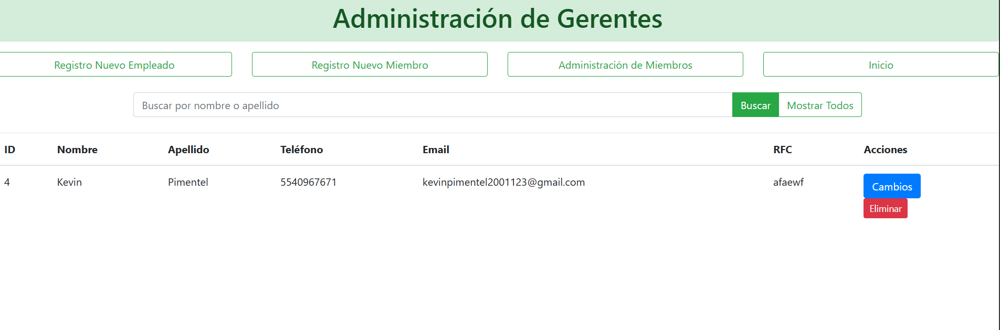 Administración de Gerentes
Registro Nuevo Empleado Registro Nuevo Miembro Administración de Miembros Inicio
Buscar por nombre o apellido Buscar Mostrar Todos
ID Nombre Apellido Teléfono Email RFC Acciones
4 Kevin Pimentel 5540967671 kevinpimentel2001123@gmail.com afaewf Cambios
Eliminar